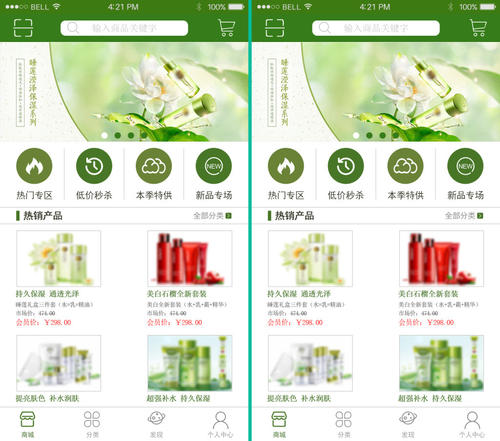 ●●●○○ BELL 4:21 PM 100%
输入商品关键字
睡莲澄泽保湿系列
热门专区 低价秒杀 本季特供 NEW 新品专场
热销产品 全部分类
持久保湿 通透光泽 美白石榴全新套装
睡莲礼盒三件套(水+乳+精油) 美白全新套装(水+乳+霜+精华)
市场价:474.00 市场价:474.00
会员价:¥298.00 会员价:¥298.00
提亮肤色 补水润肤 超强补水 持久保湿
商城 分类 发现 个人中心
●●●○○ BELL 4:21 PM 100%
输入商品关键字
睡莲澄泽保湿系列
热门专区 低价秒杀 本季特供 NEW 新品专场
热销产品 全部分类
持久保湿 通透光泽 美白石榴全新套装
睡莲礼盒三件套(水+乳+精油) 美白全新套装(水+乳+霜+精华)
市场价:474.00 市场价:474.00
会员价:¥298.00 会员价:¥298.00
提亮肤色 补水润肤 超强补水 持久保湿
商城 分类 发现 个人中心